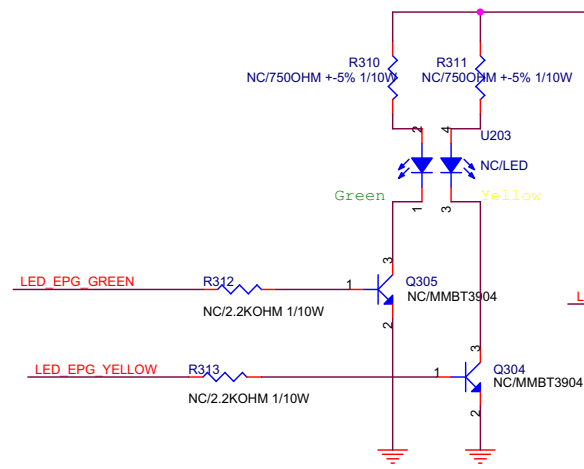 R310
NC/750OHM +-5% 1/10W
R311
NC/750OHM +-5% 1/10W
2
4
U203
NC/LED
Green
Yellow
1
3
LED_EPG_GREEN
R312
NC/2.2KOHM 1/10W
1
3
Q305
NC/MMBT3904
2
LED_EPG_YELLOW
R313
NC/2.2KOHM 1/10W
1
3
Q304
NC/MMBT3904
2